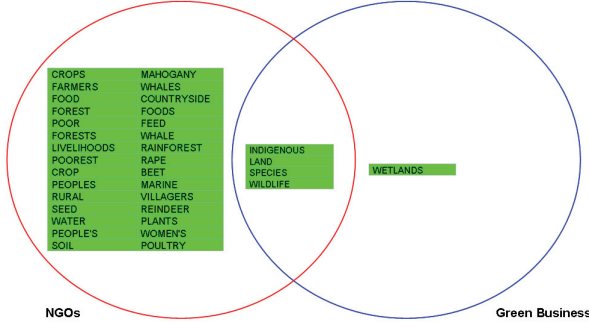 CROPS MAHOGANY
FARMERS WHALES
FOOD COUNTRYSIDE
FOREST FOODS
POOR FEED
FORESTS WHALE
LIVELIHOODS RAINFOREST
POOREST RAPE
CROP BEET
PEOPLES MARINE
RURAL VILLAGERS
SEED REINDEER
WATER PLANTS
PEOPLE'S WOMEN'S
SOIL POULTRY
INDIGENOUS
LAND
SPECIES
WILDLIFE
WETLANDS
NGOs
Green Business